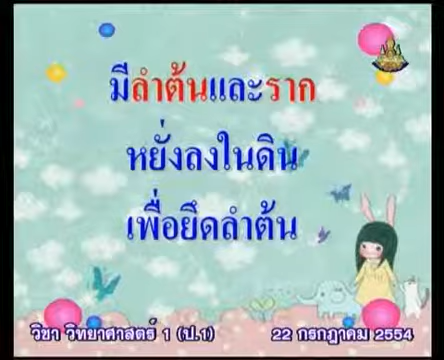 มีลำต้นและราก
หยั่งลงในดิน
เพื่อยึดลำต้น
วิชา วิทยาศาสตร์ 1 (ป.1) 22 กรกฎาคม 2554